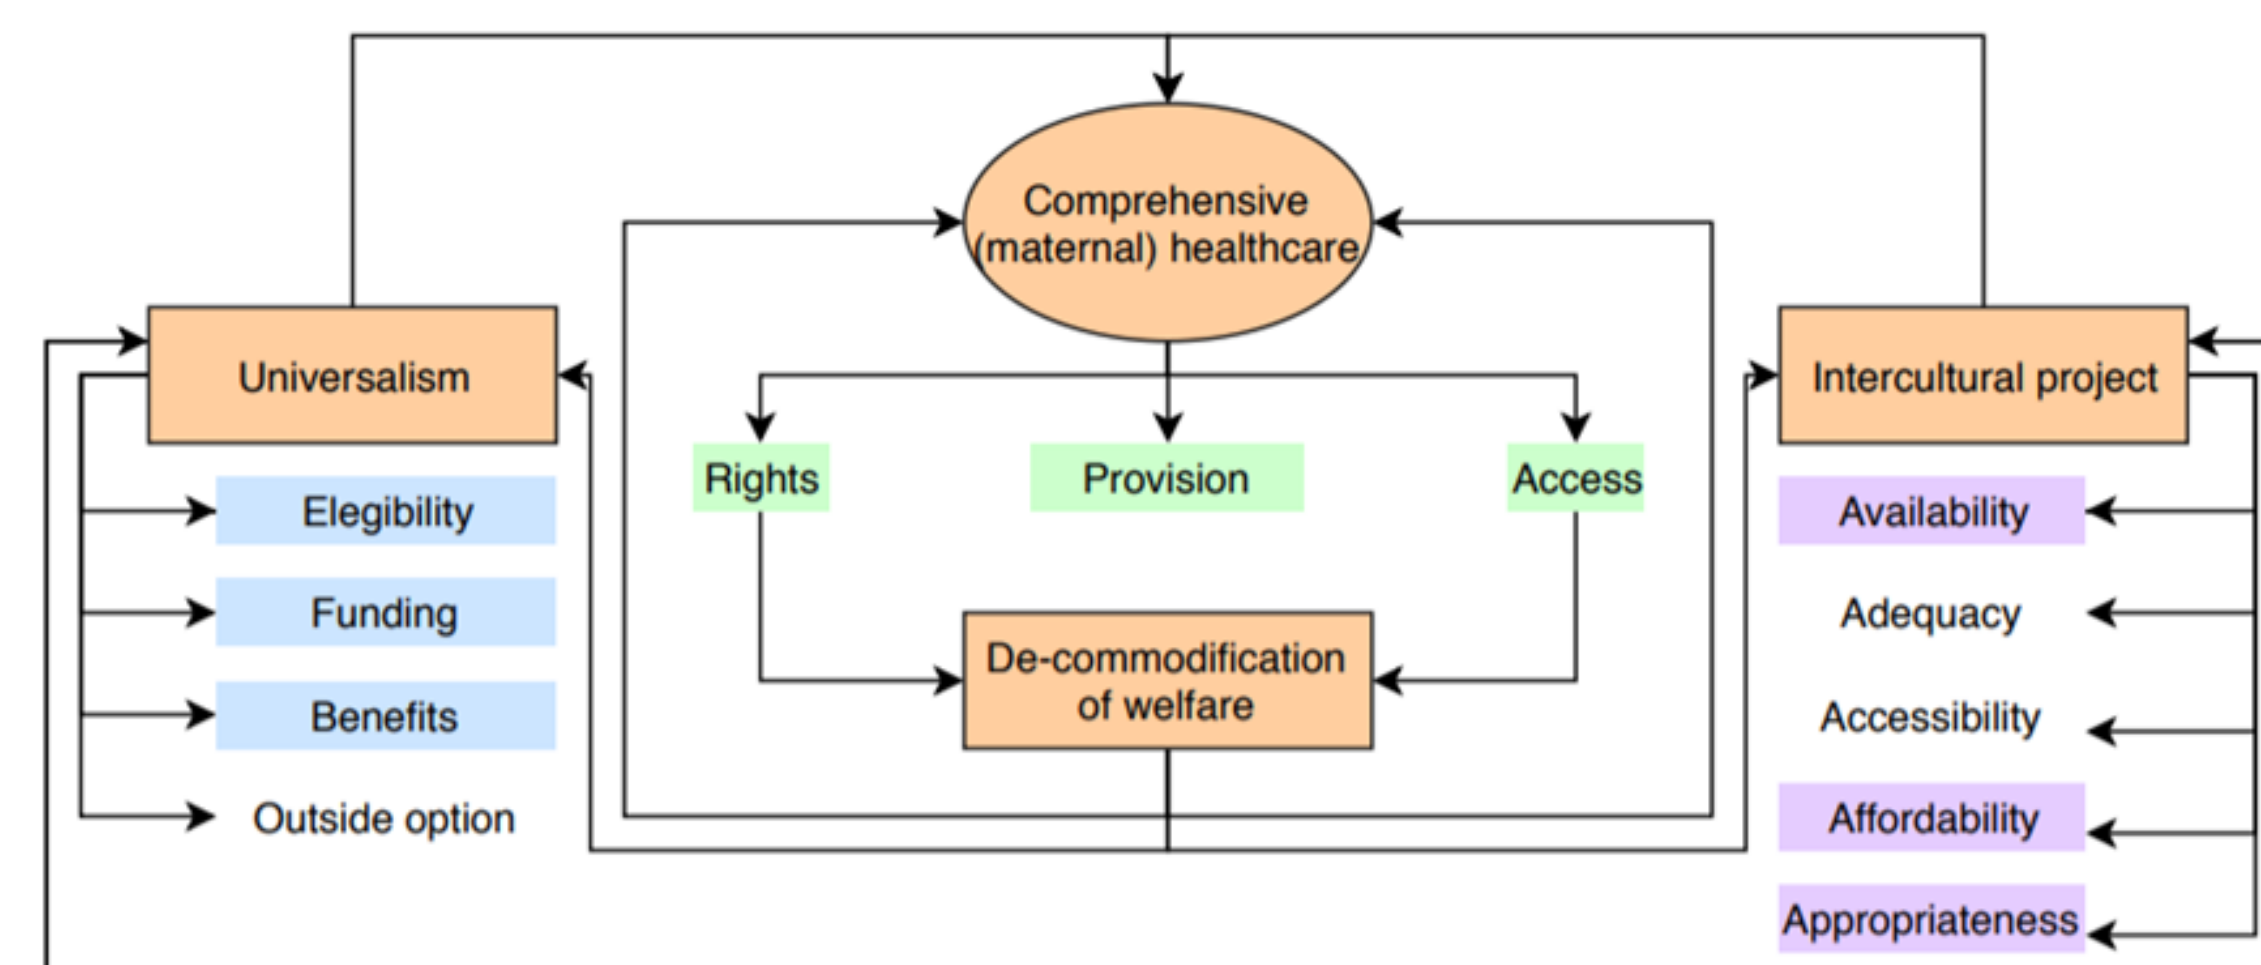 Comprehensive
(maternal) healthcare
Universalism
Intercultural project
Rights
Provision
Access
Elegibility
Availability
Funding
Adequacy
De-commodification
of welfare
Benefits
Accessibility
Outside option
Affordability
Appropriateness